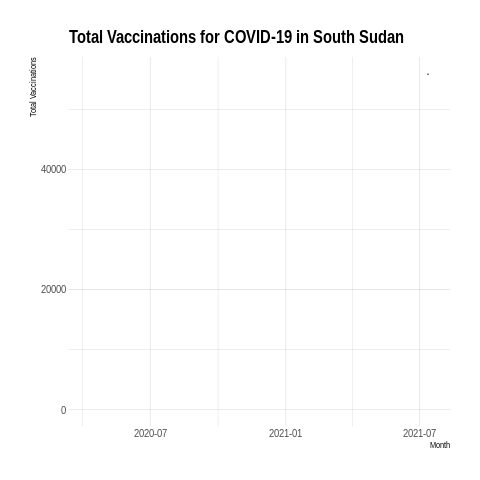 Total Vaccinations for COVID-19 in South Sudan
Total Vaccinations
40000
20000
0
2020-07 2021-01 2021-07
Month